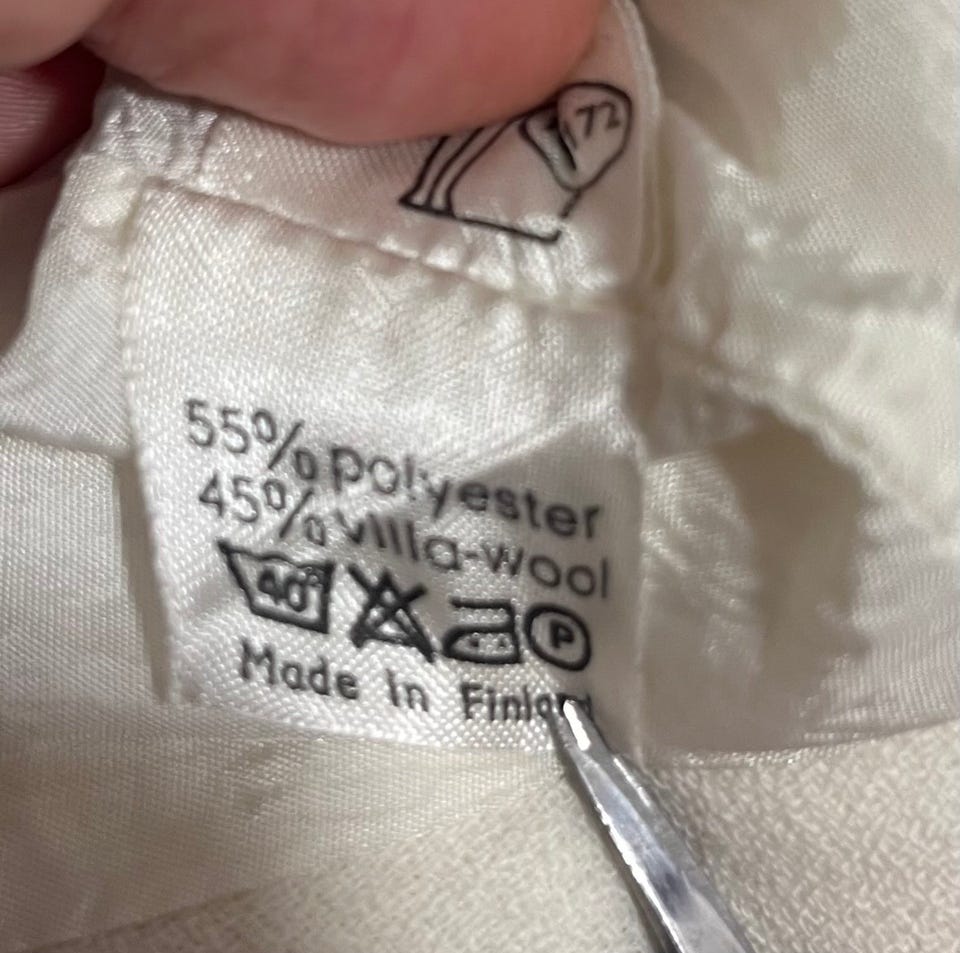 172
55% polyester
45% villa-wool
40°
P
Made in Finland